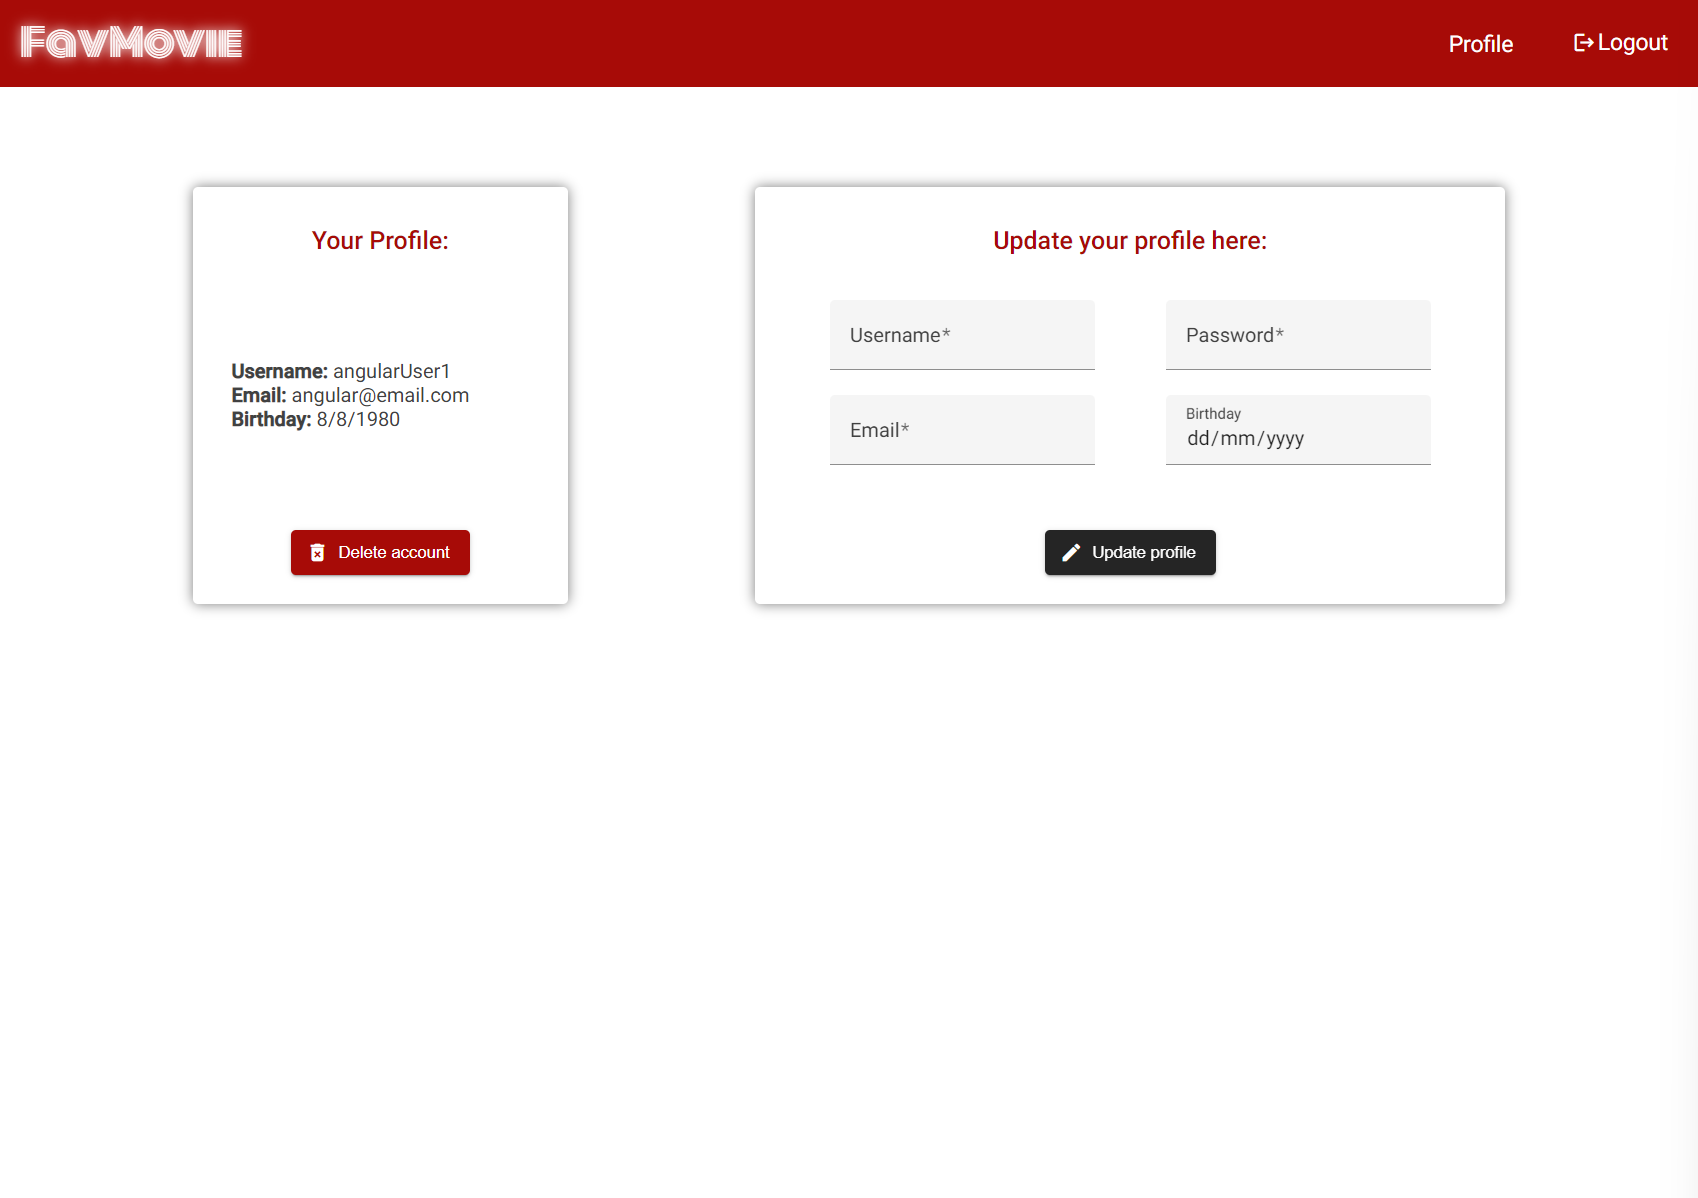 FavMovie
Profile
Logout
Your Profile:
Username: angularUser1
Email: angular@email.com
Birthday: 8/8/1980
Delete account
Update your profile here:
Username*
Password*
Email*
Birthday
dd/mm/yyyy
Update profile